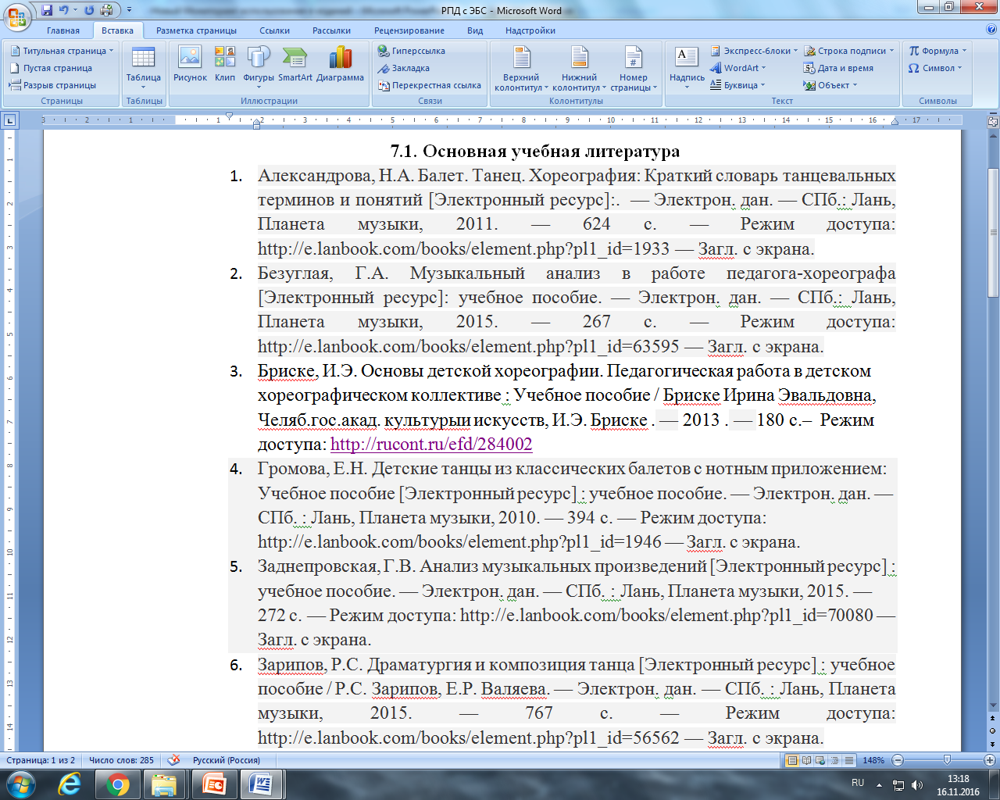 РПД с ЭБС - Microsoft Word
Главная Вставка Разметка страницы Ссылки Рассылки Рецензирование Вид Надстройки
Титульная страница
Пустая страница
Разрыв страницы
Страницы
Таблица
Таблицы
Рисунок Клип Фигуры SmartArt Диаграмма
Иллюстрации
Гиперссылка
Закладка
Перекрестная ссылка
Связи
Верхний колонтитул
Нижний колонтитул
Номер страницы
Колонтитулы
Надпись
Экспресс-блоки
WordArt
Буквица
Строка подписи
Дата и время
Объект
Текст
Формула
Символ
Символы
7.1. Основная учебная литература
1. Александрова, Н.А. Балет. Танец. Хореография: Краткий словарь танцевальных
терминов и понятий [Электронный ресурс]:. — Электрон. дан. — СПб.: Лань,
Планета музыки, 2011. — 624 с. — Режим доступа:
http://e.lanbook.com/books/element.php?pl1_id=1933 — Загл. с экрана.
2. Безуглая, Г.А. Музыкальный анализ в работе педагога-хореографа
[Электронный ресурс]: учебное пособие. — Электрон. дан. — СПб.: Лань,
Планета музыки, 2015. — 267 с. — Режим доступа:
http://e.lanbook.com/books/element.php?pl1_id=63595 — Загл. с экрана.
3. Бриске, И.Э. Основы детской хореографии. Педагогическая работа в детском
хореографическом коллективе : Учебное пособие / Бриске Ирина Эвальдовна,
Челяб.гос.акад. культурыи искусств, И.Э. Бриске . — 2013 . — 180 с.– Режим
доступа: http://rucont.ru/efd/284002
4. Громова, Е.Н. Детские танцы из классических балетов с нотным приложением:
Учебное пособие [Электронный ресурс] : учебное пособие. — Электрон. дан. —
СПб. : Лань, Планета музыки, 2010. — 394 с. — Режим доступа:
http://e.lanbook.com/books/element.php?pl1_id=1946 — Загл. с экрана.
5. Заднепровская, Г.В. Анализ музыкальных произведений [Электронный ресурс] :
учебное пособие. — Электрон. дан. — СПб. : Лань, Планета музыки, 2015. —
272 с. — Режим доступа: http://e.lanbook.com/books/element.php?pl1_id=70080 —
Загл. с экрана.
6. Зарипов, Р.С. Драматургия и композиция танца [Электронный ресурс] : учебное
пособие / Р.С. Зарипов, Е.Р. Валяева. — Электрон. дан. — СПб. : Лань, Планета
музыки, 2015. — 767 с. — Режим доступа:
http://e.lanbook.com/books/element.php?pl1_id=56562 — Загл. с экрана.
Страница: 1 из 2 Число слов: 285 Русский (Россия) 148%
RU 13:18
16.11.2016